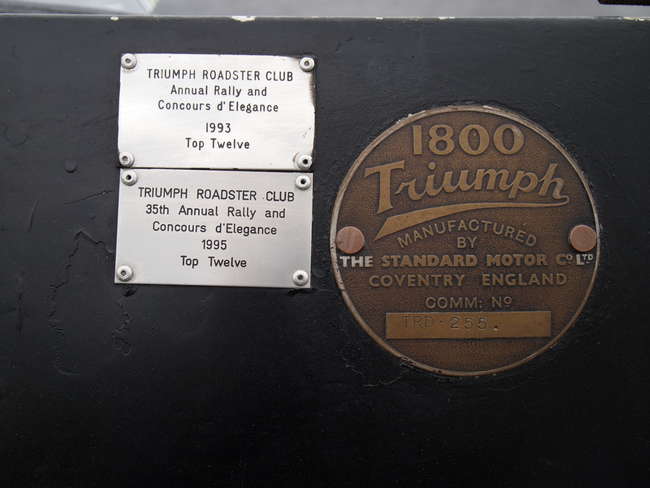 TRIUMPH ROADSTER CLUB
Annual Rally and
Concours d'Elegance
1993
Top Twelve
TRIUMPH ROADSTER CLUB
35th Annual Rally and
Concours d'Elegance
1995
Top Twelve
1800
Triumph
MANUFACTURED
BY
THE STANDARD MOTOR Co LTD
COVENTRY ENGLAND
COMM: No
TRD·255.